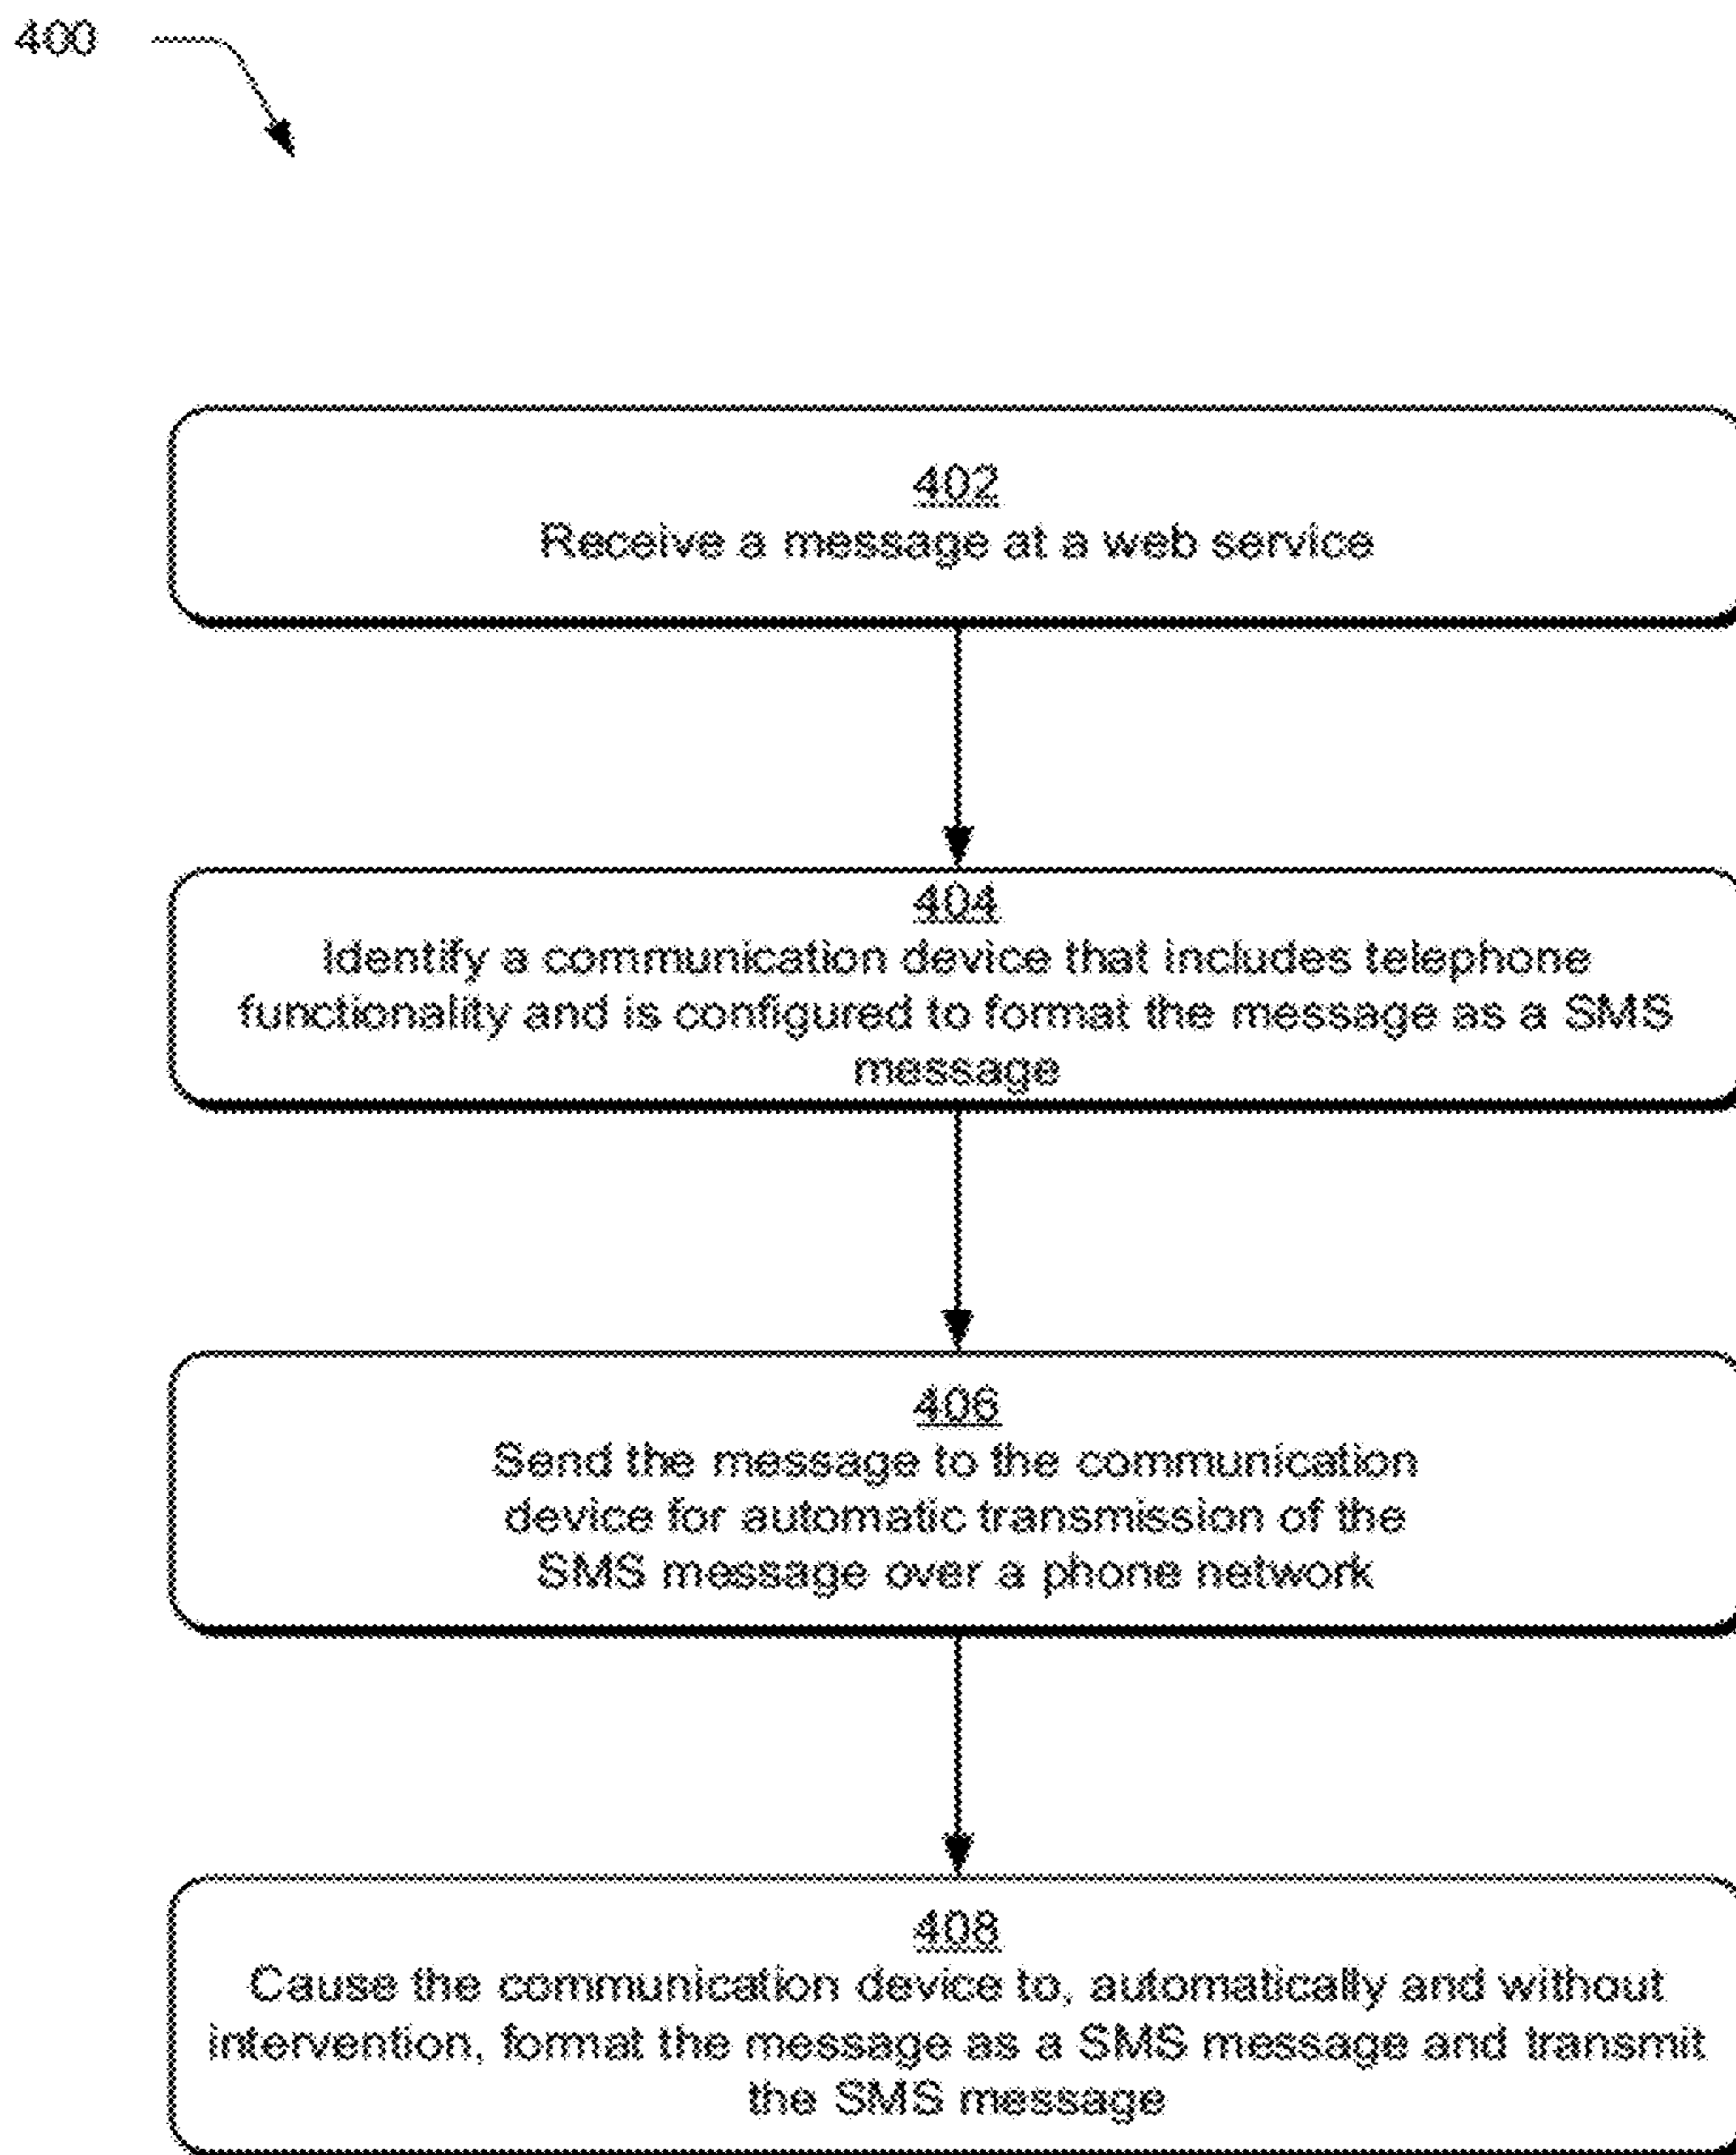 400
402
Receive a message at a web service
404
Identify a communication device that includes telephone
functionality and is configured to format the message as a SMS
message
406
Send the message to the communication
device for automatic transmission of the
SMS message over a phone network
408
Cause the communication device to, automatically and without
intervention, format the message as a SMS message and transmit
the SMS message